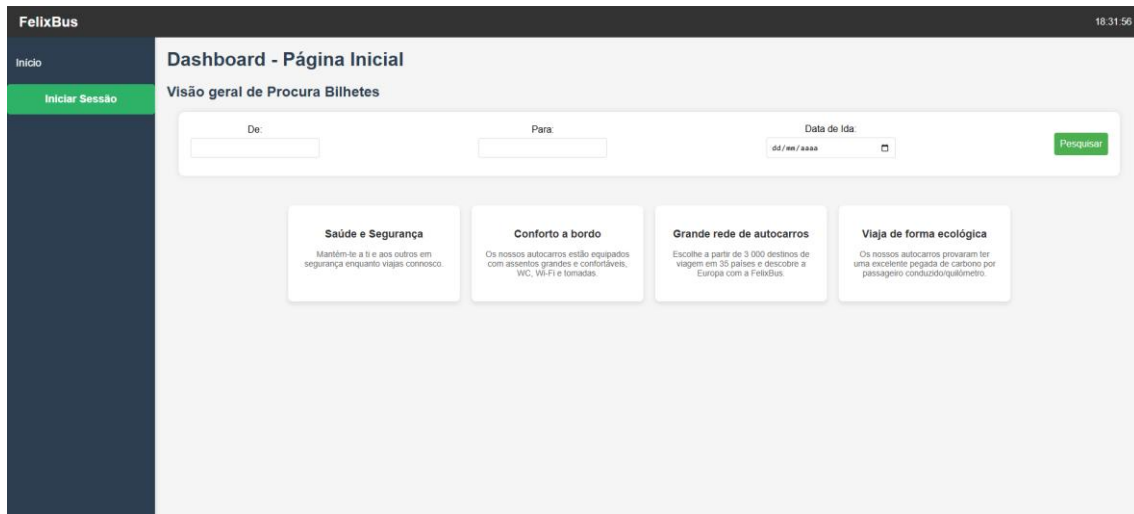 FelixBus
18:31:56
Início
Iniciar Sessão
Dashboard - Página Inicial
Visão geral de Procura Bilhetes
De:
Para:
Data de Ida:
dd/mm/aaaa
Pesquisar
Saúde e Segurança
Mantém-te a ti e aos outros em
segurança enquanto viajas connosco.
Conforto a bordo
Os nossos autocarros estão equipados
com assentos grandes e confortáveis,
WC, Wi-Fi e tomadas.
Grande rede de autocarros
Escolhe a partir de 3 000 destinos de
viagem em 35 países e descobre a
Europa com a FelixBus.
Viaja de forma ecológica
Os nossos autocarros provaram ter
uma excelente pegada de carbono por
passageiro conduzido/quilómetro.